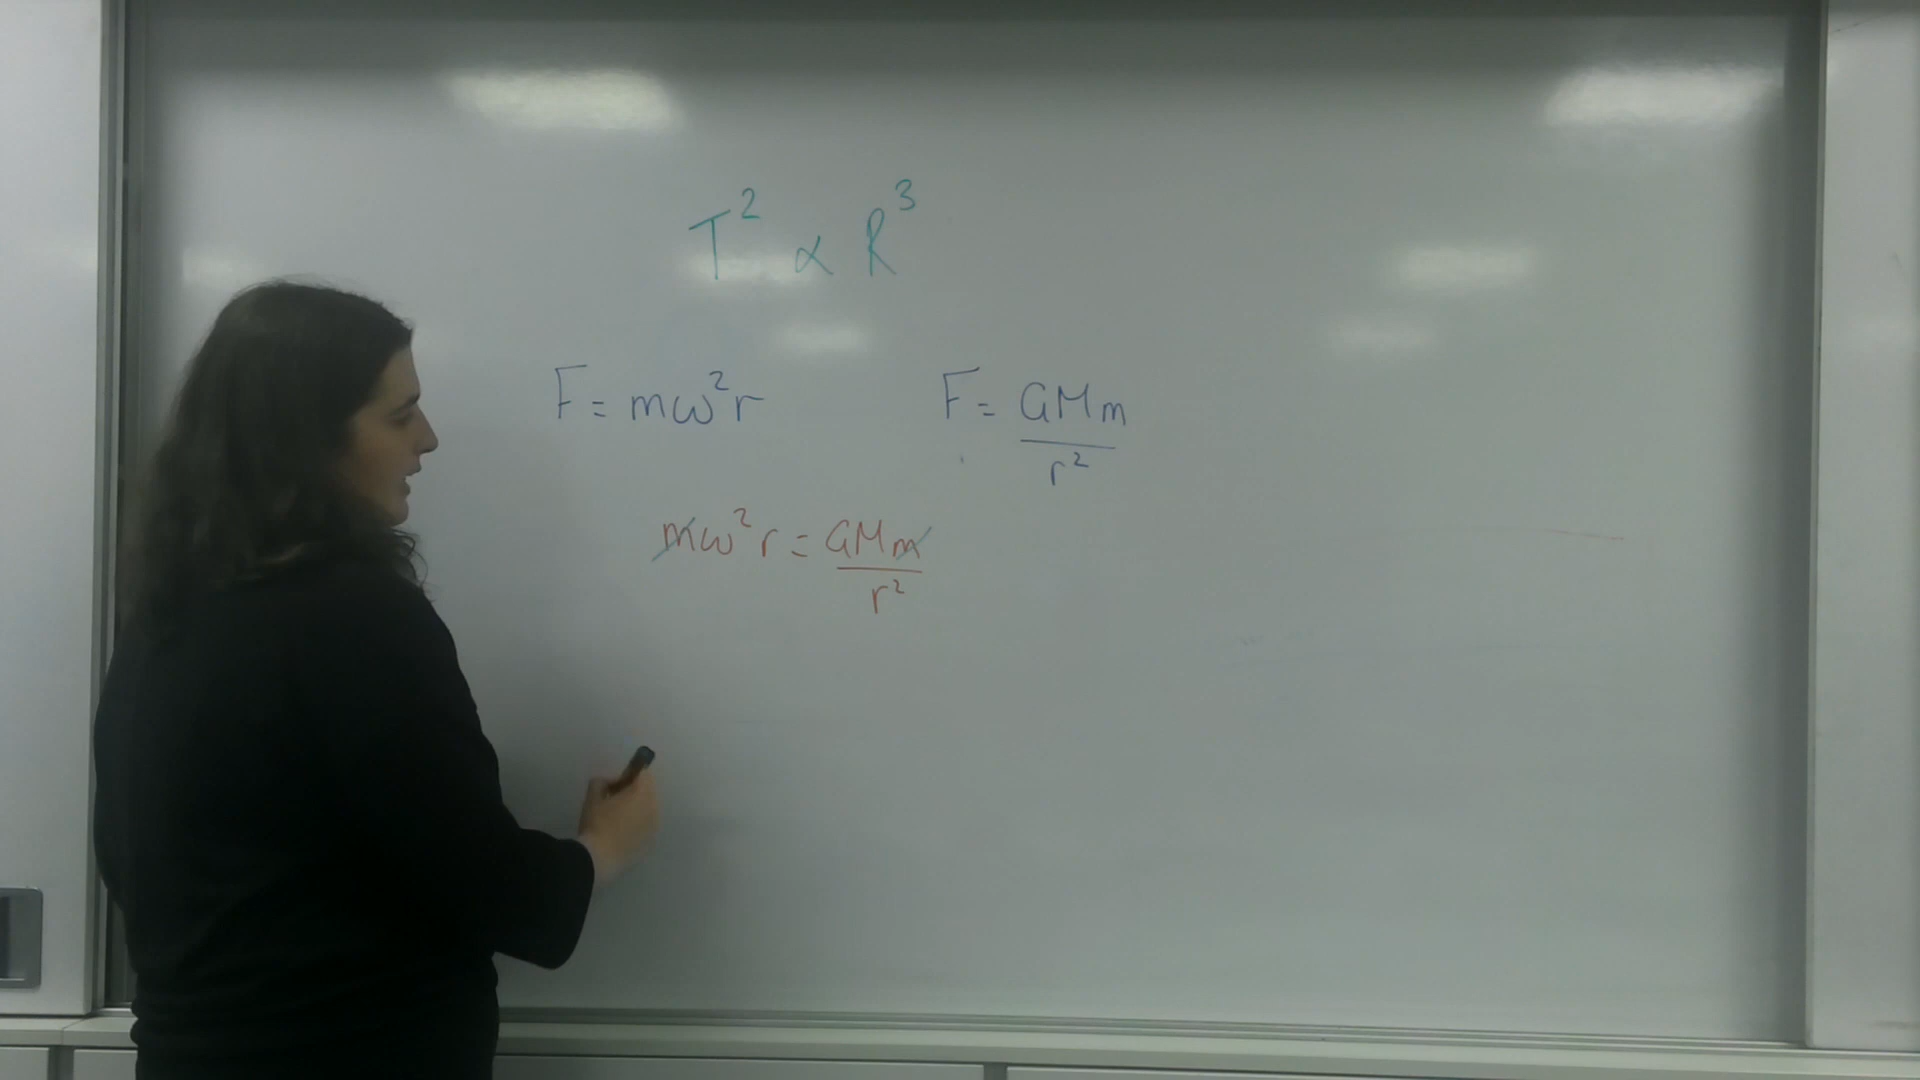 T² ∝ R³
F = mω²r F = GMm/r²
mω²r = GMm/r²